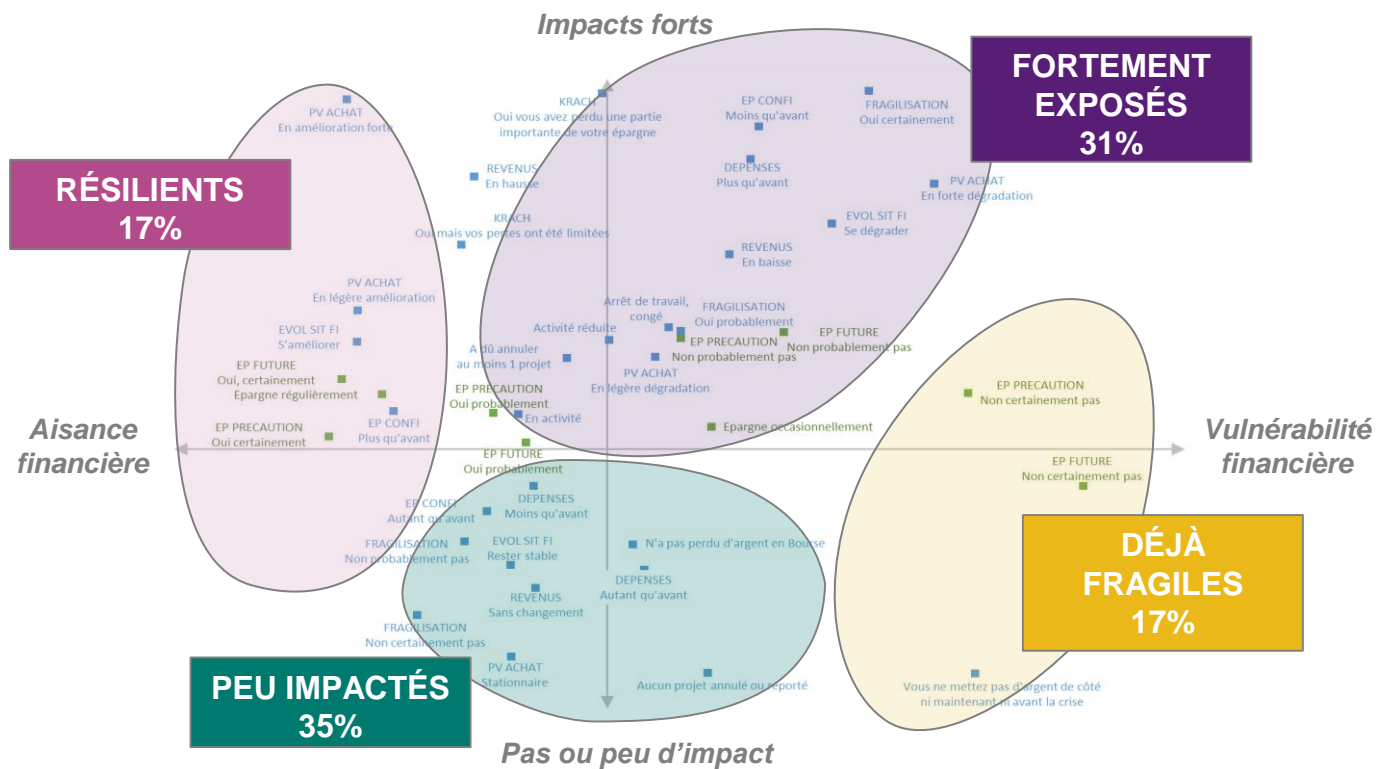 Impacts forts
FORTEMENT
EXPOSÉS
31%
PV ACHAT
En amélioration forte
KRACH
Oui vous avez perdu une partie
importante de votre épargne
EP CONFI
Moins qu'avant
FRAGILISATION
Oui certainement
RÉSILIENTS
17%
REVENUS
En hausse
DEPENSES
Plus qu'avant
PV ACHAT
En forte dégradation
KRACH
Oui mais vos pertes ont été limitées
EVOL SIT FI
Se dégrader
REVENUS
En baisse
PV ACHAT
En légère amélioration
Arrêt de travail,
congé
FRAGILISATION
Oui probablement
Activité réduite
EVOL SIT FI
S'améliorer
EP PRECAUTION
Non probablement pas
EP FUTURE
Non probablement pas
A dû annuler
au moins 1 projet
EP FUTURE
Oui, certainement
Epargne régulièrement
PV ACHAT
En légère dégradation
EP PRECAUTION
Oui probablement
EP PRECAUTION
Non certainement pas
EP PRECAUTION
Oui certainement
EP CONFI
Plus qu'avant
En activité
Epargne occasionnellement
Aisance
financière
Vulnérabilité
financière
EP FUTURE
Oui probablement
EP FUTURE
Non certainement pas
EP CONFI
Autant qu'avant
DEPENSES
Moins qu'avant
FRAGILISATION
Non probablement pas
EVOL SIT FI
Rester stable
N'a pas perdu d'argent en Bourse
DÉJÀ
FRAGILES
17%
DEPENSES
Autant qu'avant
REVENUS
Sans changement
FRAGILISATION
Non certainement pas
PV ACHAT
Stationnaire
PEU IMPACTÉS
35%
Aucun projet annulé ou reporté
Vous ne mettez pas d'argent de côté
ni maintenant ni avant la crise
Pas ou peu d'impact